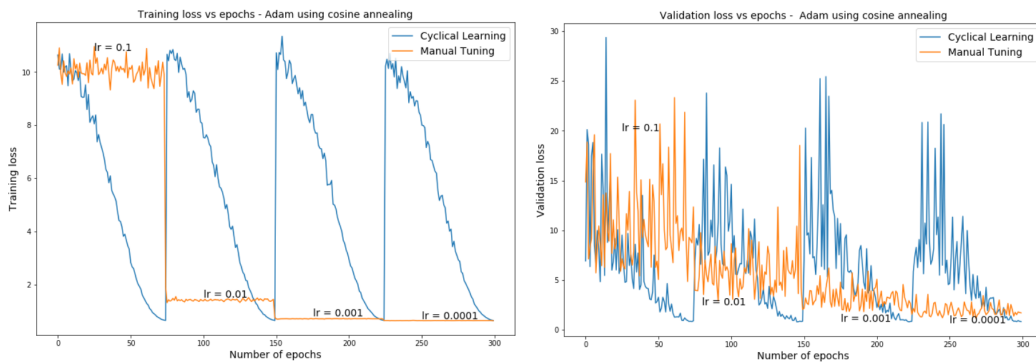 Training loss vs epochs - Adam using cosine annealing
Cyclical Learning
Manual Tuning
lr = 0.1
lr = 0.01
lr = 0.001
lr = 0.0001
10
8
6
4
2
Training loss
0
50
100
150
200
250
300
Number of epochs
Validation loss vs epochs - Adam using cosine annealing
Cyclical Learning
Manual Tuning
lr = 0.1
lr = 0.01
lr = 0.001
lr = 0.0001
30
25
20
15
10
5
0
Validation loss
0
50
100
150
200
250
300
Number of epochs